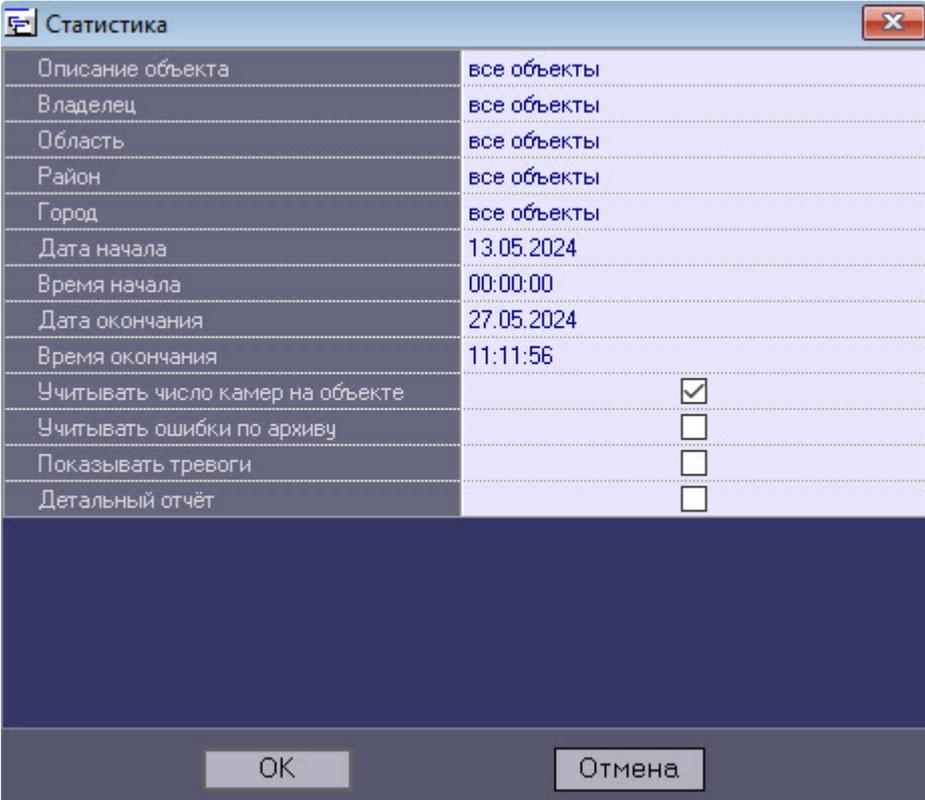 Статистика
Описание объекта все объекты
Владелец все объекты
Область все объекты
Район все объекты
Город все объекты
Дата начала 13.05.2024
Время начала 00:00:00
Дата окончания 27.05.2024
Время окончания 11:11:56
Учитывать число камер на объекте
Учитывать ошибки по архиву
Показывать тревоги
Детальный отчёт
OK Отмена